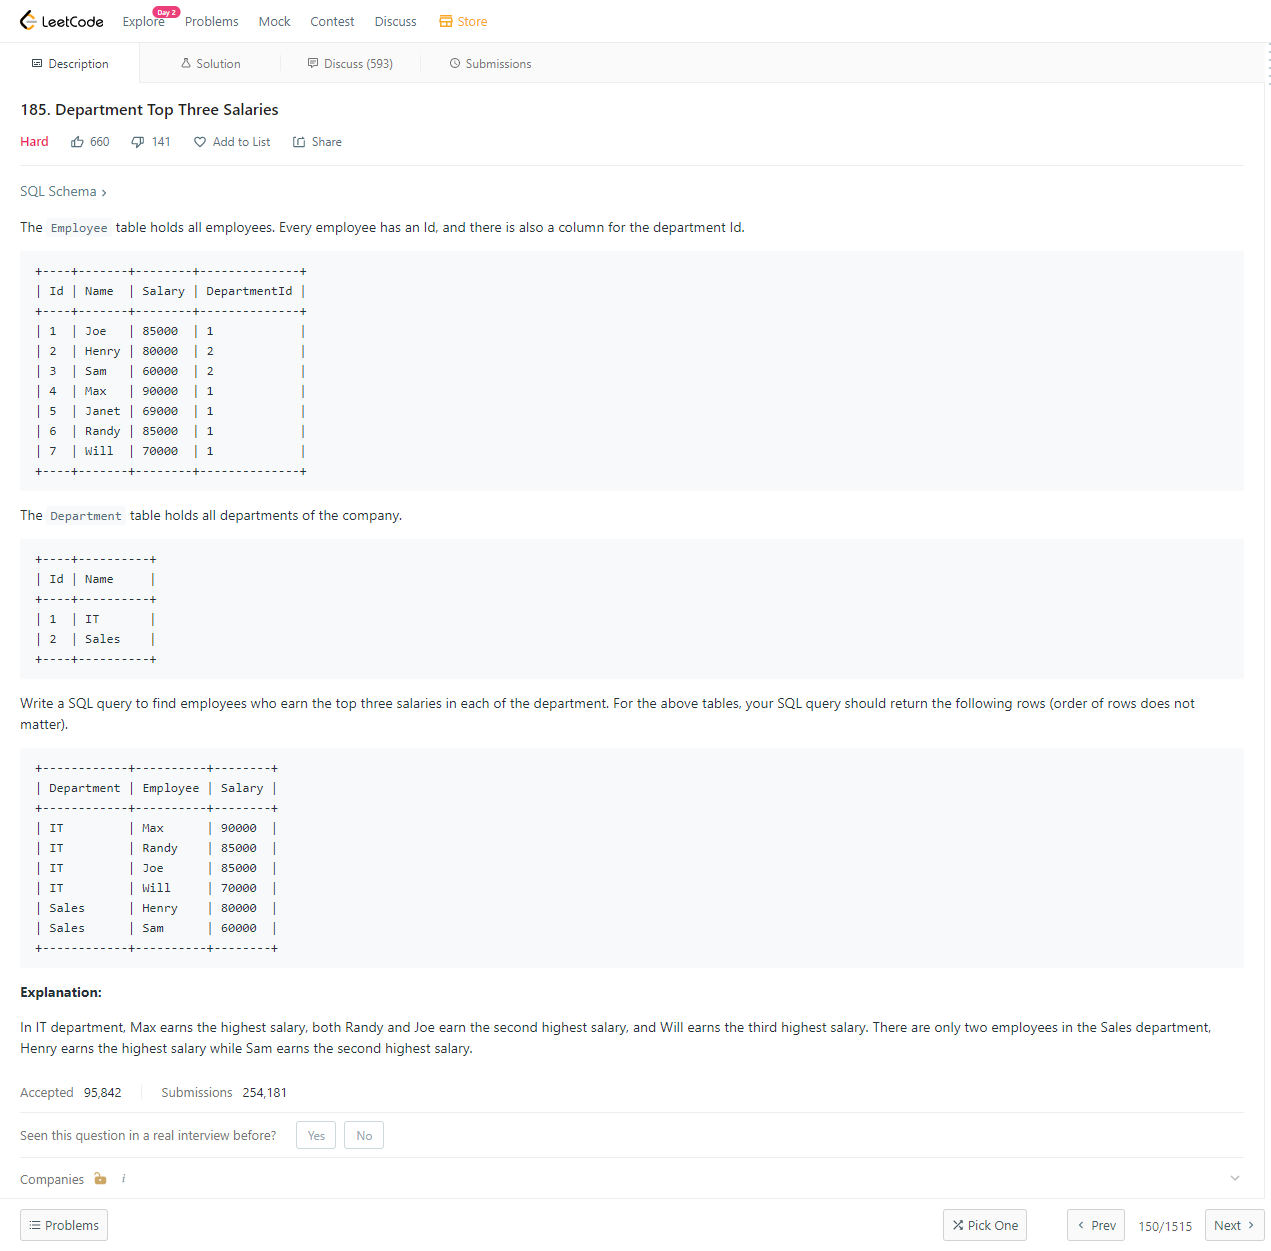 LeetCode Explore Day 2 Problems Mock Contest Discuss Store
Description Solution Discuss (593) Submissions
185. Department Top Three Salaries
Hard 660 141 Add to List Share
SQL Schema ›
The Employee table holds all employees. Every employee has an Id, and there is also a column for the department Id.
+----+-------+--------+--------------+
| Id | Name  | Salary | DepartmentId |
+----+-------+--------+--------------+
| 1  | Joe   | 85000  | 1            |
| 2  | Henry | 80000  | 2            |
| 3  | Sam   | 60000  | 2            |
| 4  | Max   | 90000  | 1            |
| 5  | Janet | 69000  | 1            |
| 6  | Randy | 85000  | 1            |
| 7  | Will  | 70000  | 1            |
+----+-------+--------+--------------+
The Department table holds all departments of the company.
+----+----------+
| Id | Name     |
+----+----------+
| 1  | IT       |
| 2  | Sales    |
+----+----------+
Write a SQL query to find employees who earn the top three salaries in each of the department. For the above tables, your SQL query should return the following rows (order of rows does not
matter).
+------------+----------+--------+
| Department | Employee | Salary |
+------------+----------+--------+
| IT         | Max      | 90000  |
| IT         | Randy    | 85000  |
| IT         | Joe      | 85000  |
| IT         | Will     | 70000  |
| Sales      | Henry    | 80000  |
| Sales      | Sam      | 60000  |
+------------+----------+--------+
Explanation:
In IT department, Max earns the highest salary, both Randy and Joe earn the second highest salary, and Will earns the third highest salary. There are only two employees in the Sales department,
Henry earns the highest salary while Sam earns the second highest salary.
Accepted 95,842 Submissions 254,181
Seen this question in a real interview before? Yes No
Companies i
Problems Pick One ‹ Prev 150/1515 Next ›